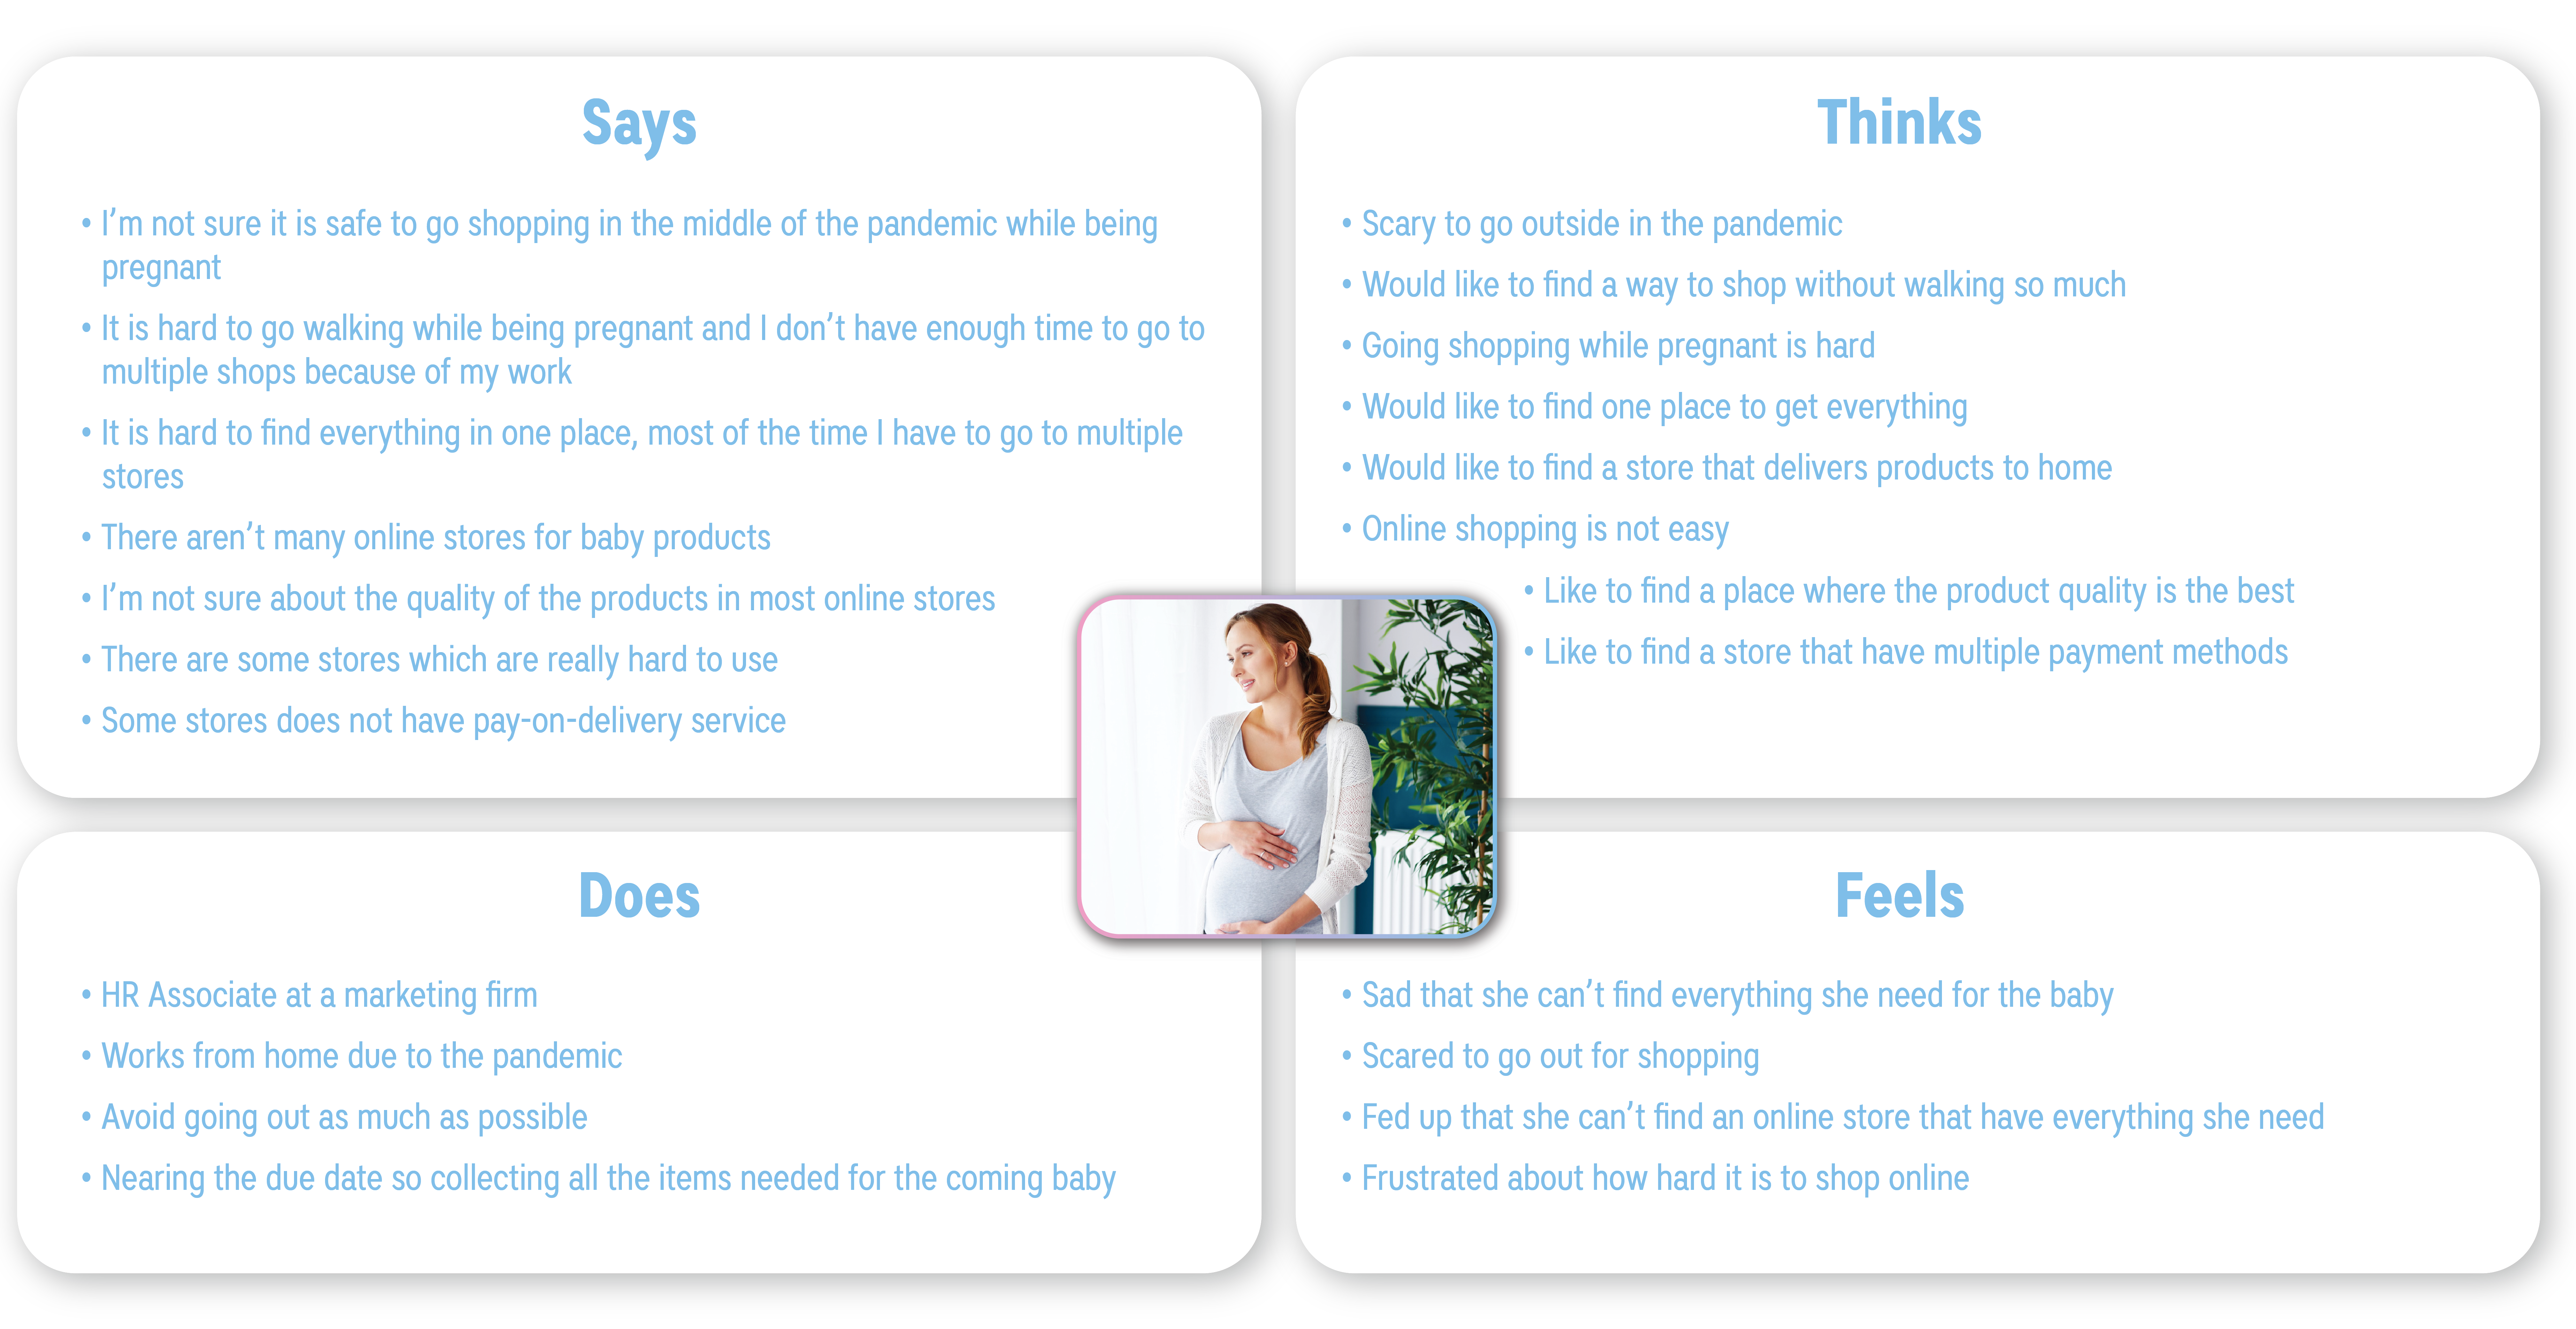 Says
• I’m not sure it is safe to go shopping in the middle of the pandemic while being
pregnant
• It is hard to go walking while being pregnant and I don’t have enough time to go to
multiple shops because of my work
• It is hard to find everything in one place, most of the time I have to go to multiple
stores
• There aren’t many online stores for baby products
• I’m not sure about the quality of the products in most online stores
• There are some stores which are really hard to use
• Some stores does not have pay-on-delivery service
Thinks
• Scary to go outside in the pandemic
• Would like to find a way to shop without walking so much
• Going shopping while pregnant is hard
• Would like to find one place to get everything
• Would like to find a store that delivers products to home
• Online shopping is not easy
• Like to find a place where the product quality is the best
• Like to find a store that have multiple payment methods
Does
• HR Associate at a marketing firm
• Works from home due to the pandemic
• Avoid going out as much as possible
• Nearing the due date so collecting all the items needed for the coming baby
Feels
• Sad that she can’t find everything she need for the baby
• Scared to go out for shopping
• Fed up that she can’t find an online store that have everything she need
• Frustrated about how hard it is to shop online